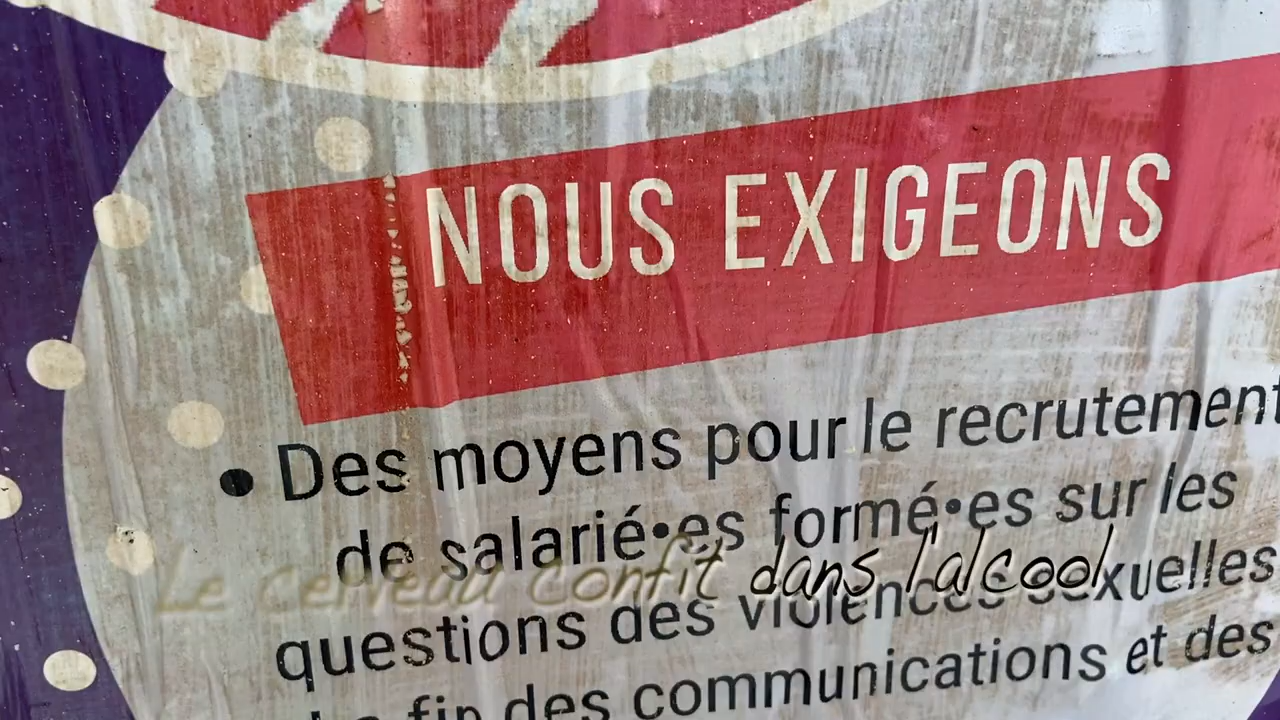 NOUS EXIGEONS
• Des moyens pour le recrutement
de salarié•es formé•es sur les
Le cerveau confit dans l'alcool
questions des violences sexuelles
La fin des communications et des